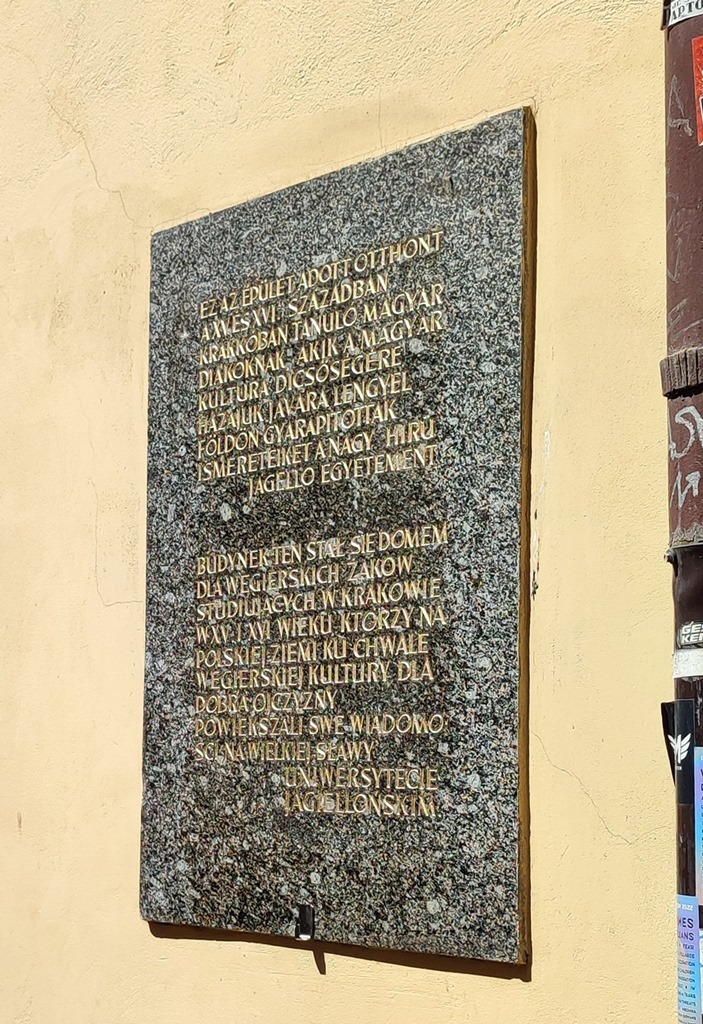 EZ AZ ÉPÜLET ADOTT OTTHONT
A XV ÉS XVI SZÁZADBAN
KRAKKÓBAN TANULÓ MAGYAR
DIÁKOKNAK AKIK A MAGYAR
KULTÚRA DICSŐSÉGÉRE
HAZÁJUK JAVÁRA LENGYEL
FÖLDÖN GYARAPÍTOTTÁK
ISMERETEIKET A NAGY HÍRŰ
JAGELLÓ EGYETEMENT
BUDYNEK TEN STAŁ SIĘ DOMEM
DLA WĘGIERSKICH ŻAKÓW
STUDIUJĄCYCH W KRAKOWIE
W XV I XVI WIEKU, KTÓRZY NA
POLSKIEJ ZIEMI KU CHWALE
WĘGIERSKIEJ KULTURY DLA
DOBRA OJCZYZNY
POWIĘKSZALI SWE WIADOMO-
ŚCI NA WIELKIEJ SŁAWY
UNIWERSYTECIE
JAGIELLOŃSKIM.